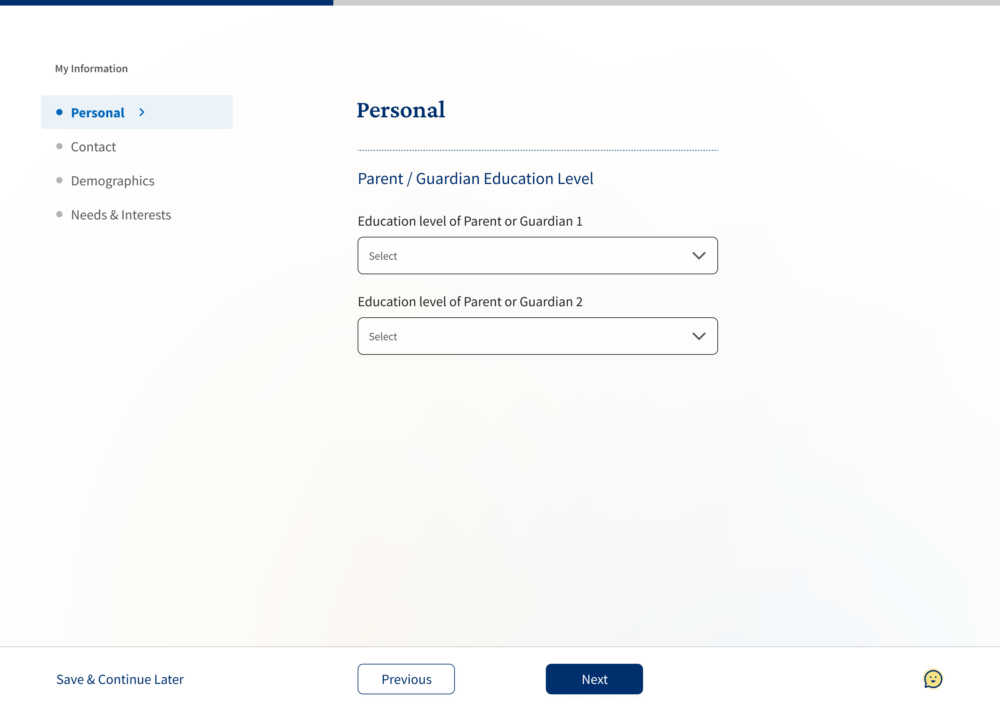 My Information
Personal
Contact
Demographics
Needs & Interests
Personal
Parent / Guardian Education Level
Education level of Parent or Guardian 1
Select
Education level of Parent or Guardian 2
Select
Save & Continue Later
Previous
Next